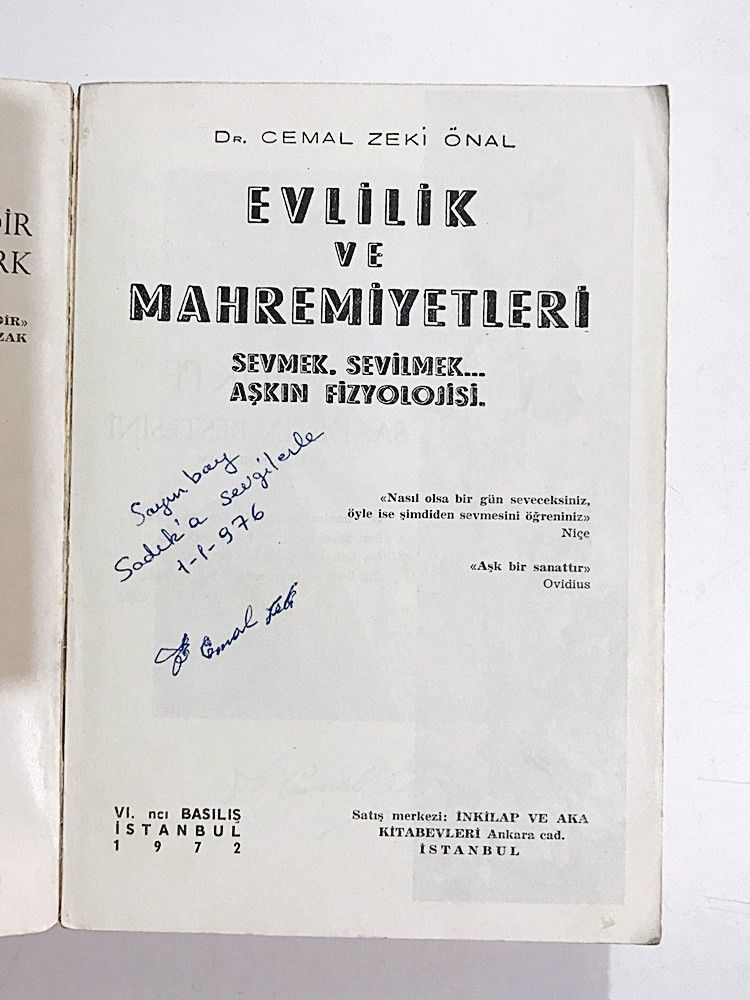 DİR
RK
DİR»
ZAK
DR. CEMAL ZEKİ ÖNAL
EVLİLİK
VE
MAHREMİYETLERİ
SEVMEK. SEVİLMEK...
AŞKIN FİZYOLOJİSİ.
Sayın bay
Sadık'a sevgilerle
1-1-976
Cemal Zeki
«Nasıl olsa bir gün seveceksiniz,
öyle ise şimdiden sevmesini öğreniniz»
Niçe
«Aşk bir sanattır»
Ovidius
VI. ncı BASILIŞ
İSTANBUL
1972
Satış merkezi: İNKİLAP VE AKA
KİTABEVLERİ Ankara cad.
İSTANBUL